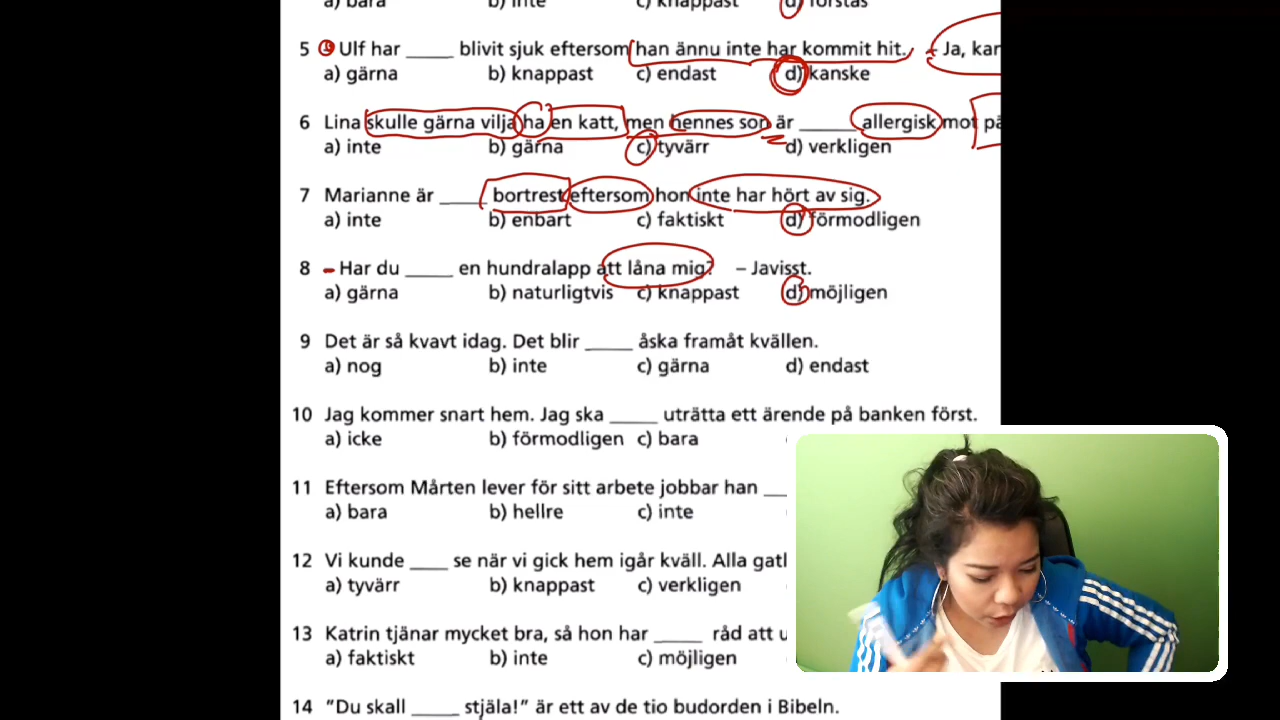 a) bara b) inte c) knappast d) förstås
5 Ulf har _____ blivit sjuk eftersom han ännu inte har kommit hit. – Ja, kan
a) gärna b) knappast c) endast d) kanske
6 Lina skulle gärna vilja ha en katt, men hennes son är _____ allergisk mot pä
a) inte b) gärna c) tyvärr d) verkligen
7 Marianne är _____ bortrest eftersom hon inte har hört av sig.
a) inte b) enbart c) faktiskt d) förmodligen
8 – Har du _____ en hundralapp att låna mig? – Javisst.
a) gärna b) naturligtvis c) knappast d) möjligen
9 Det är så kvavt idag. Det blir _____ åska framåt kvällen.
a) nog b) inte c) gärna d) endast
10 Jag kommer snart hem. Jag ska _____ uträtta ett ärende på banken först.
a) icke b) förmodligen c) bara
11 Eftersom Mårten lever för sitt arbete jobbar han __
a) bara b) hellre c) inte
12 Vi kunde ____ se när vi gick hem igår kväll. Alla gatl
a) tyvärr b) knappast c) verkligen
13 Katrin tjänar mycket bra, så hon har _____ råd att u
a) faktiskt b) inte c) möjligen
14 ”Du skall _____ stjäla!” är ett av de tio budorden i Bibeln.